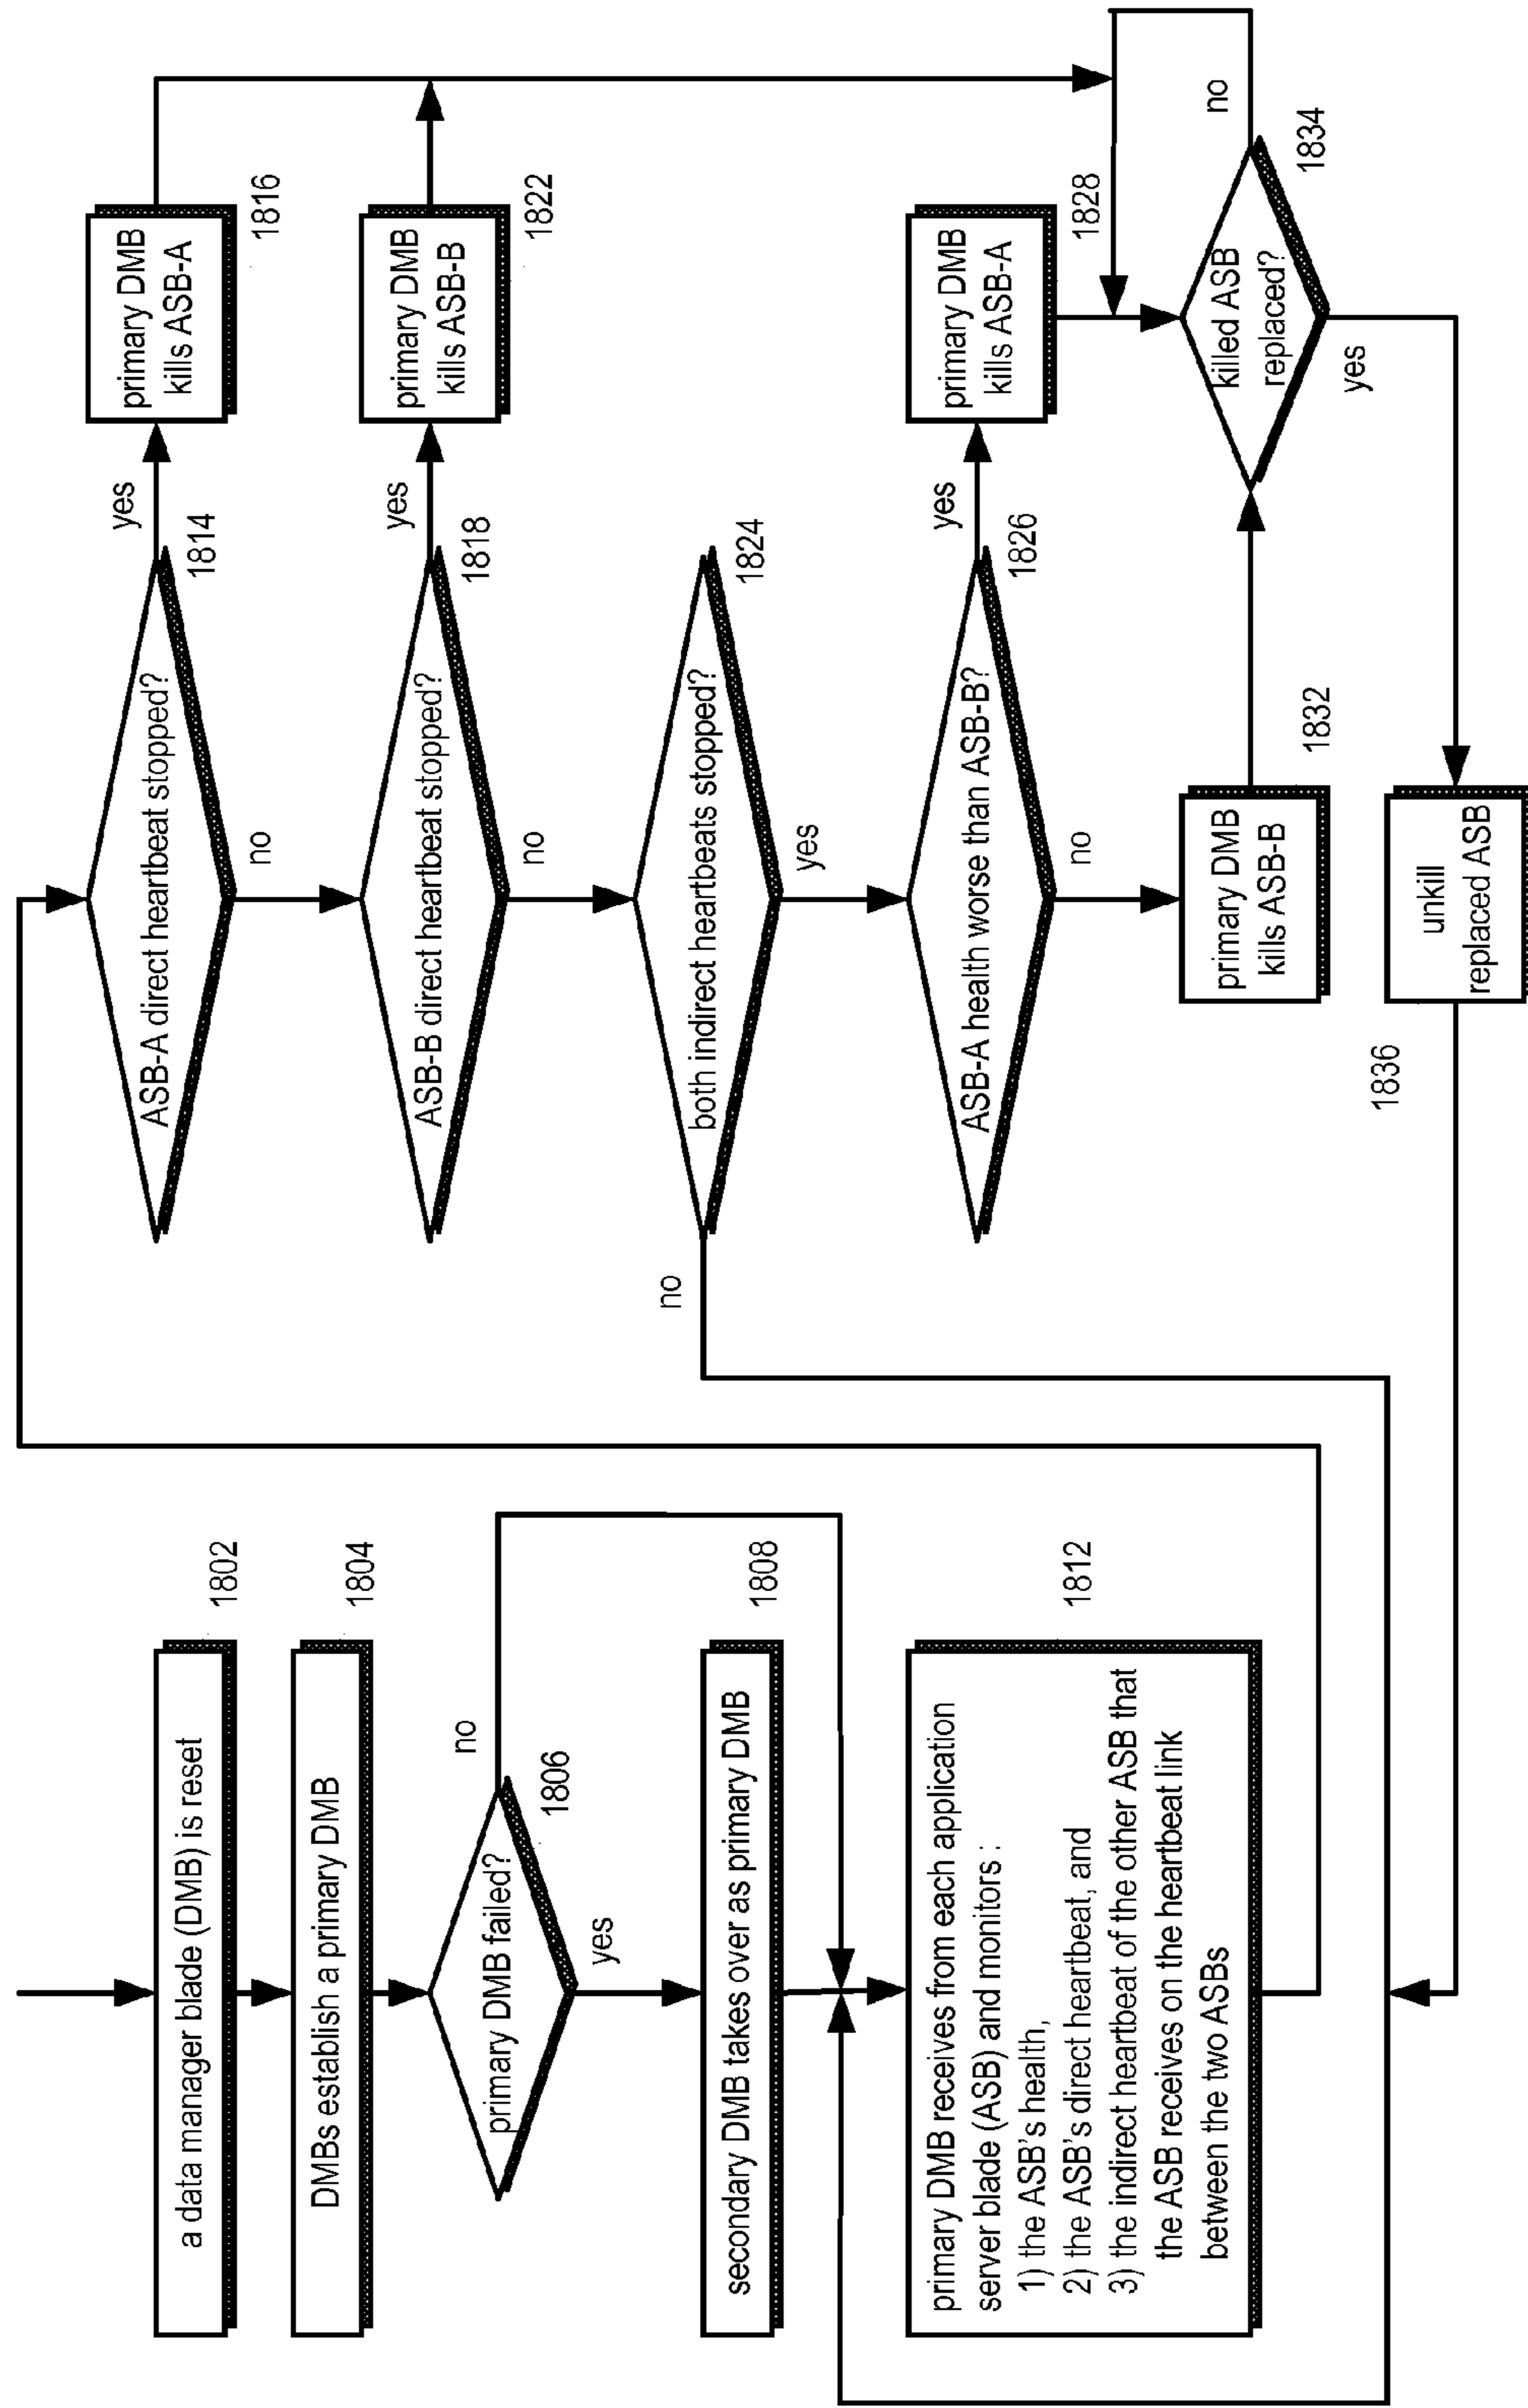 a data manager blade (DMB) is reset
1802
DMBs establish a primary DMB
1804
primary DMB failed?
no
1806
yes
secondary DMB takes over as primary DMB
1808
primary DMB receives from each application
server blade (ASB) and monitors :
1) the ASB's health,
2) the ASB's direct heartbeat, and
3) the indirect heartbeat of the other ASB that
the ASB receives on the heartbeat link
between the two ASBs
1812
ASB-A direct heartbeat stopped?
yes
1814
no
primary DMB
kills ASB-A
1816
ASB-B direct heartbeat stopped?
yes
1818
no
primary DMB
kills ASB-B
1822
both indirect heartbeats stopped?
no
1824
yes
ASB-A health worse than ASB-B?
yes
1826
no
primary DMB
kills ASB-A
1828
primary DMB
kills ASB-B
1832
killed ASB
replaced?
no
1834
yes
unkill
replaced ASB
1836